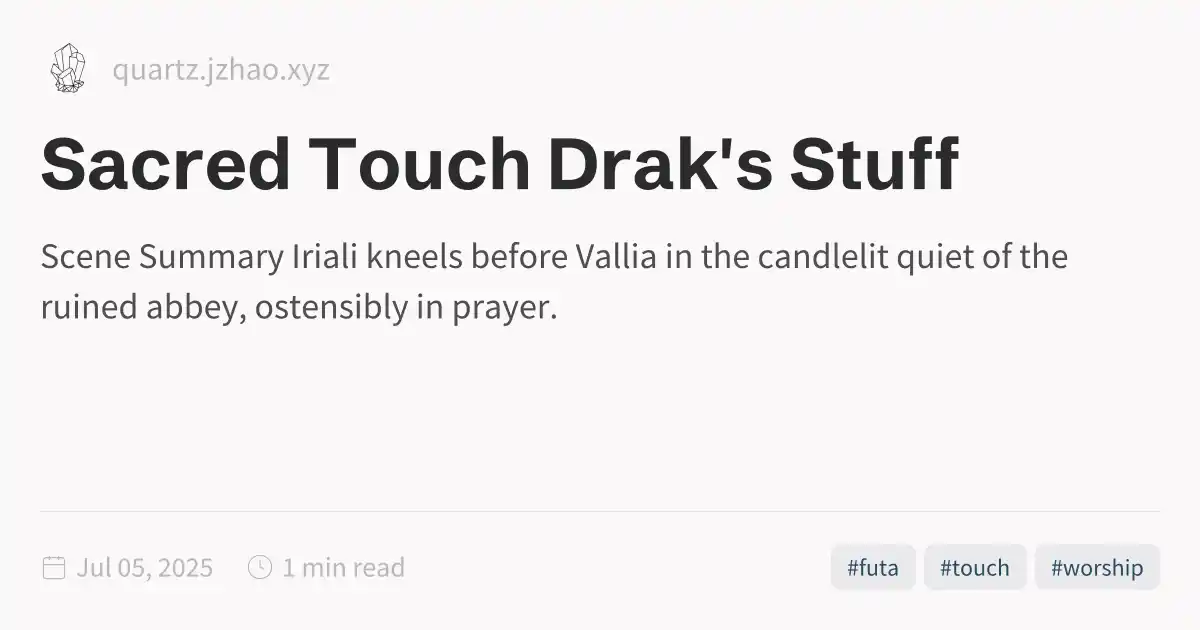 quartz.jzhao.xyz
Sacred Touch Drak's Stuff
Scene Summary Iriali kneels before Vallia in the candlelit quiet of the
ruined abbey, ostensibly in prayer.
Jul 05, 2025 1 min read #futa #touch #worship